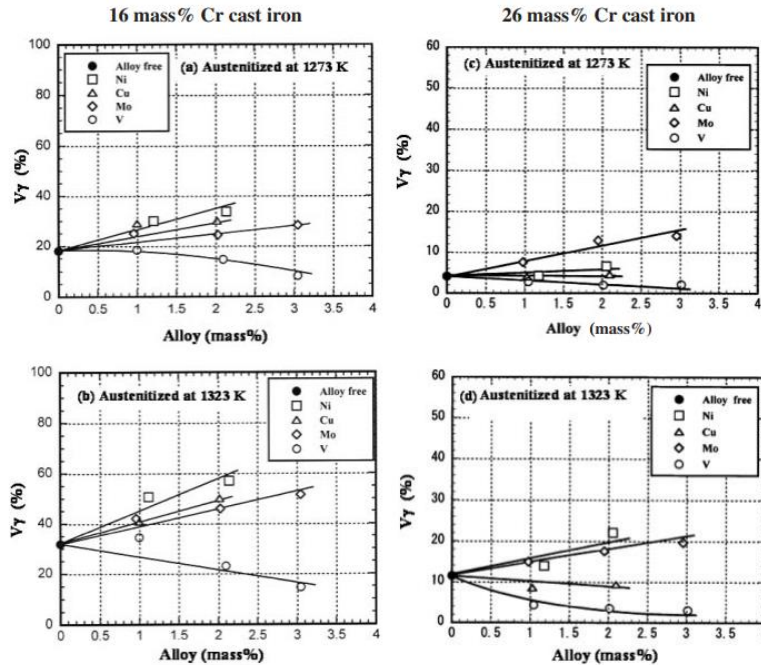 16 mass% Cr cast iron
26 mass% Cr cast iron
100
80
60
40
20
0
Vγ (%)
(a) Austenitized at 1273 K
Alloy free
Ni
Cu
Mo
V
0 0.5 1 1.5 2 2.5 3 3.5 4
Alloy (mass%)
60
50
40
30
20
10
0
Vγ (%)
(c) Austenitized at 1273 K
Alloy free
Ni
Cu
Mo
V
0 0.5 1 1.5 2 2.5 3 3.5 4
Alloy (mass%)
100
80
60
40
20
0
Vγ (%)
(b) Austenitized at 1323 K
Alloy free
Ni
Cu
Mo
V
0 0.5 1 1.5 2 2.5 3 3.5 4
Alloy (mass%)
60
50
40
30
20
10
0
Vγ (%)
(d) Austenitized at 1323 K
Alloy free
Ni
Cu
Mo
V
0 0.5 1 1.5 2 2.5 3 3.5 4
Alloy (mass%)